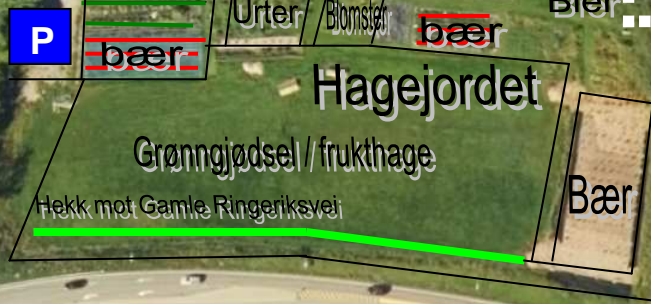 Urter
Blomster
Bier
P
bær
bær
Hagejordet
Grønngjødsel / frukthage
Bær
Hekk mot Gamle Ringeriksvei